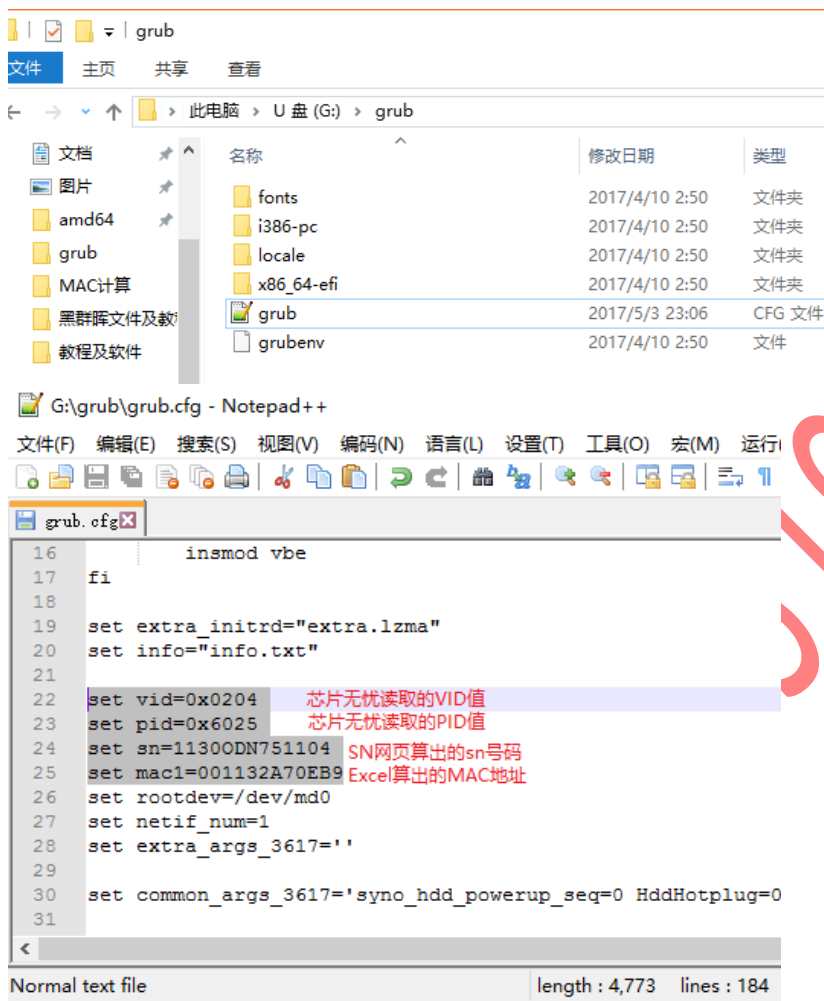 grub
文件 主页 共享 查看
此电脑 > U 盘 (G:) > grub
名称 修改日期 类型
文档
图片
amd64
grub
MAC计算
黑群晖文件及教
教程及软件
fonts 2017/4/10 2:50 文件夹
i386-pc 2017/4/10 2:50 文件夹
locale 2017/4/10 2:50 文件夹
x86_64-efi 2017/4/10 2:50 文件夹
grub 2017/5/3 23:06 CFG 文件
grubenv 2017/4/10 2:50 文件
G:\grub\grub.cfg - Notepad++
文件(F) 编辑(E) 搜索(S) 视图(V) 编码(N) 语言(L) 设置(T) 工具(O) 宏(M) 运行(
grub.cfg
16 insmod vbe
17 fi
18
19 set extra_initrd="extra.lzma"
20 set info="info.txt"
21
22 set vid=0x0204 芯片无忧读取的VID值
23 set pid=0x6025 芯片无忧读取的PID值
24 set sn=1130ODN751104 SN网页算出的sn号码
25 set mac1=001132A70EB9 Excel算出的MAC地址
26 set rootdev=/dev/md0
27 set netif_num=1
28 set extra_args_3617=''
29
30 set common_args_3617='syno_hdd_powerup_seq=0 HddHotplug=0
31
Normal text file length : 4,773 lines : 184